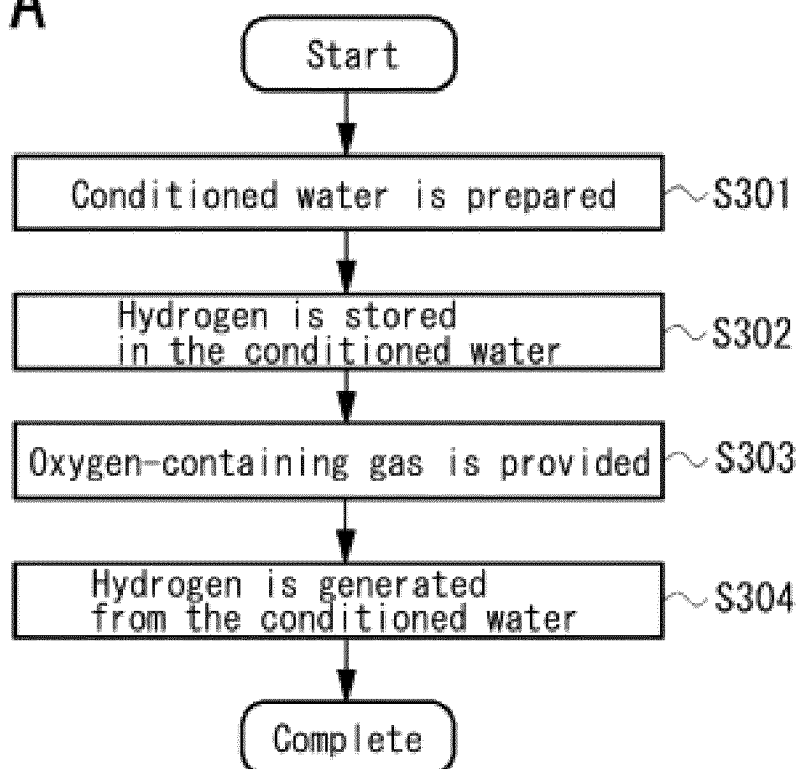 A
Start
Conditioned water is prepared
S301
Hydrogen is stored
in the conditioned water
S302
Oxygen-containing gas is provided
S303
Hydrogen is generated
from the conditioned water
S304
Complete